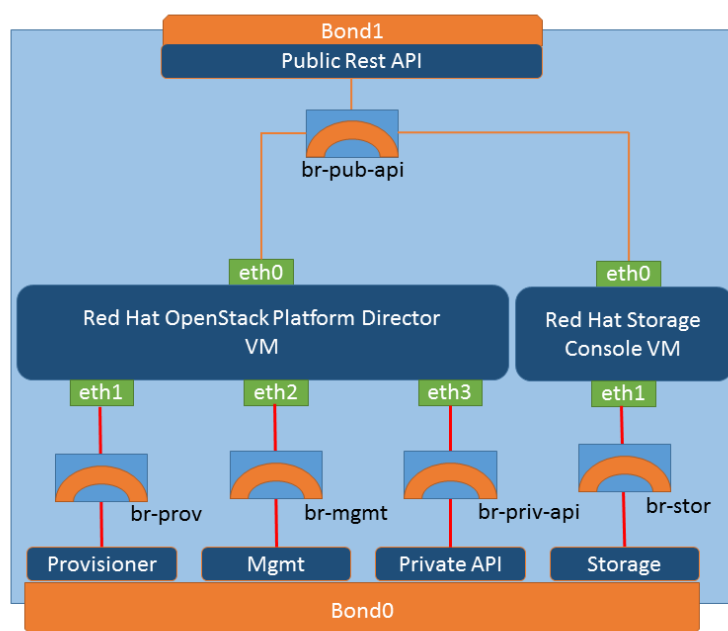 Bond1
Public Rest API
br-pub-api
eth0
eth0
Red Hat OpenStack Platform Director
VM
Red Hat Storage
Console VM
eth1
eth2
eth3
eth1
br-prov
br-mgmt
br-priv-api
br-stor
Provisioner
Mgmt
Private API
Storage
Bond0